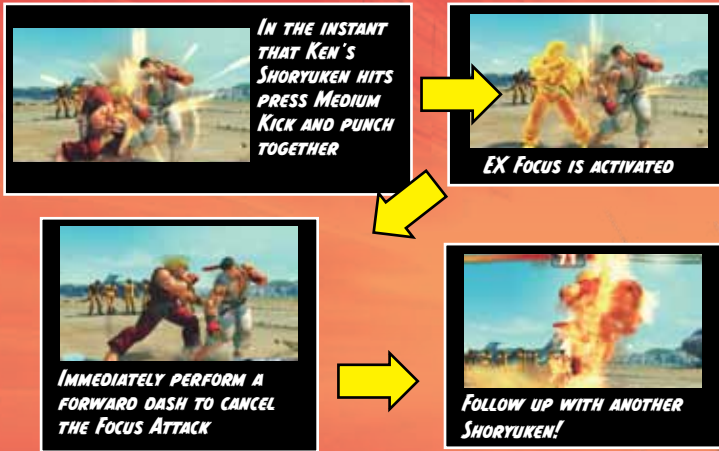 In the instant
that Ken's
Shoryuken hits
press Medium
Kick and punch
together
EX Focus is activated
Immediately perform a
forward dash to cancel
the Focus Attack
Follow up with another
Shoryuken!